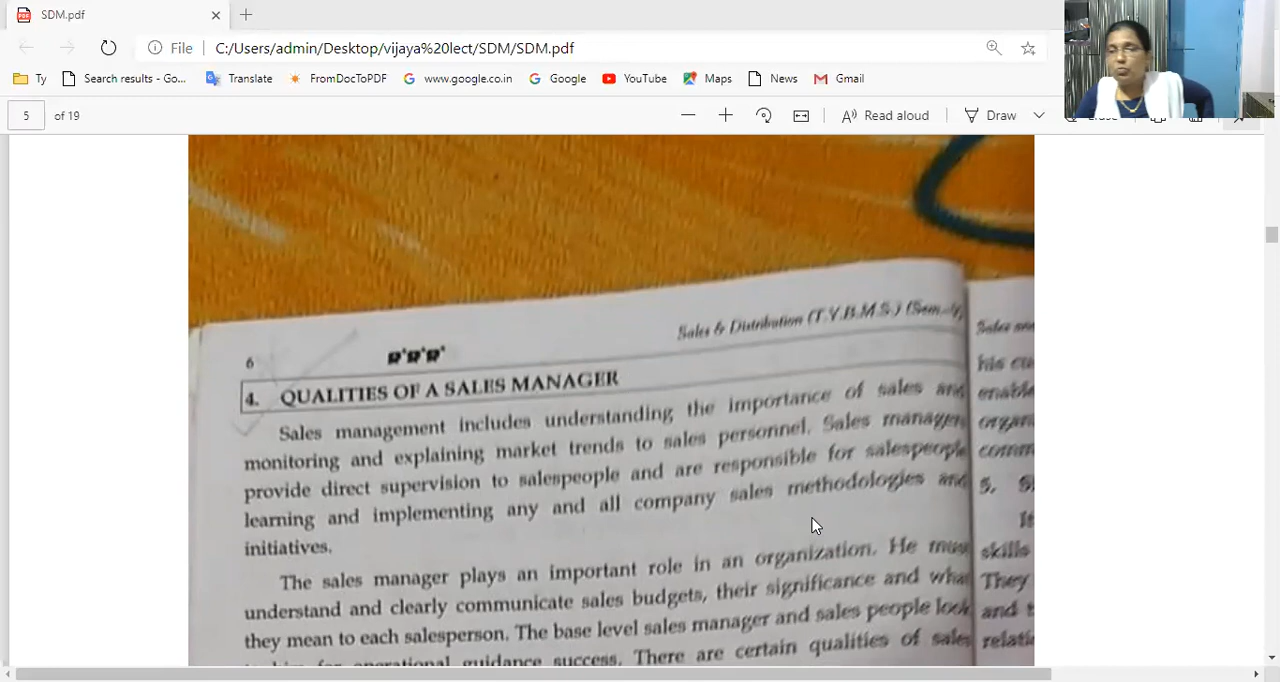 SDM.pdf
File
C:/Users/admin/Desktop/vijaya%20lect/SDM/SDM.pdf
Ty
Search results - Go...
Translate
FromDocToPDF
www.google.co.in
Google
YouTube
Maps
News
Gmail
5 of 19
Read aloud
Draw
6
Sales & Distribution (T.Y.B.M.S.)
Sales
4. QUALITIES OF A SALES MANAGER
Sales management includes understanding the importance of sales and
monitoring and explaining market trends to sales personnel. Sales managers
provide direct supervision to salespeople and are responsible for salespeople
learning and implementing any and all company sales methodologies and
initiatives.
The sales manager plays an important role in an organization. He must
understand and clearly communicate sales budgets, their significance and what
they mean to each salesperson. The base level sales manager and sales people look
guidance success. There are certain qualities of sales
his
5.
skills
They
and